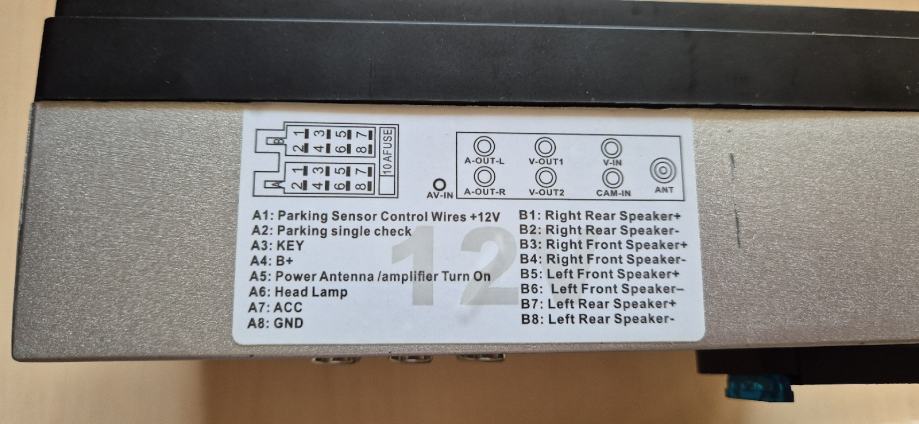 B
1 3 5 7
2 4 6 8
10 AFUSE
A
1 3 5 7
2 4 6 8
AV-IN
A-OUT-L V-OUT1 V-IN
A-OUT-R V-OUT2 CAM-IN ANT
A1: Parking Sensor Control Wires +12V
A2: Parking single check
A3: KEY
A4: B+
A5: Power Antenna /amplifier Turn On
A6: Head Lamp
A7: ACC
A8: GND
12
B1: Right Rear Speaker+
B2: Right Rear Speaker-
B3: Right Front Speaker+
B4: Right Front Speaker-
B5: Left Front Speaker+
B6: Left Front Speaker–
B7: Left Rear Speaker+
B8: Left Rear Speaker-